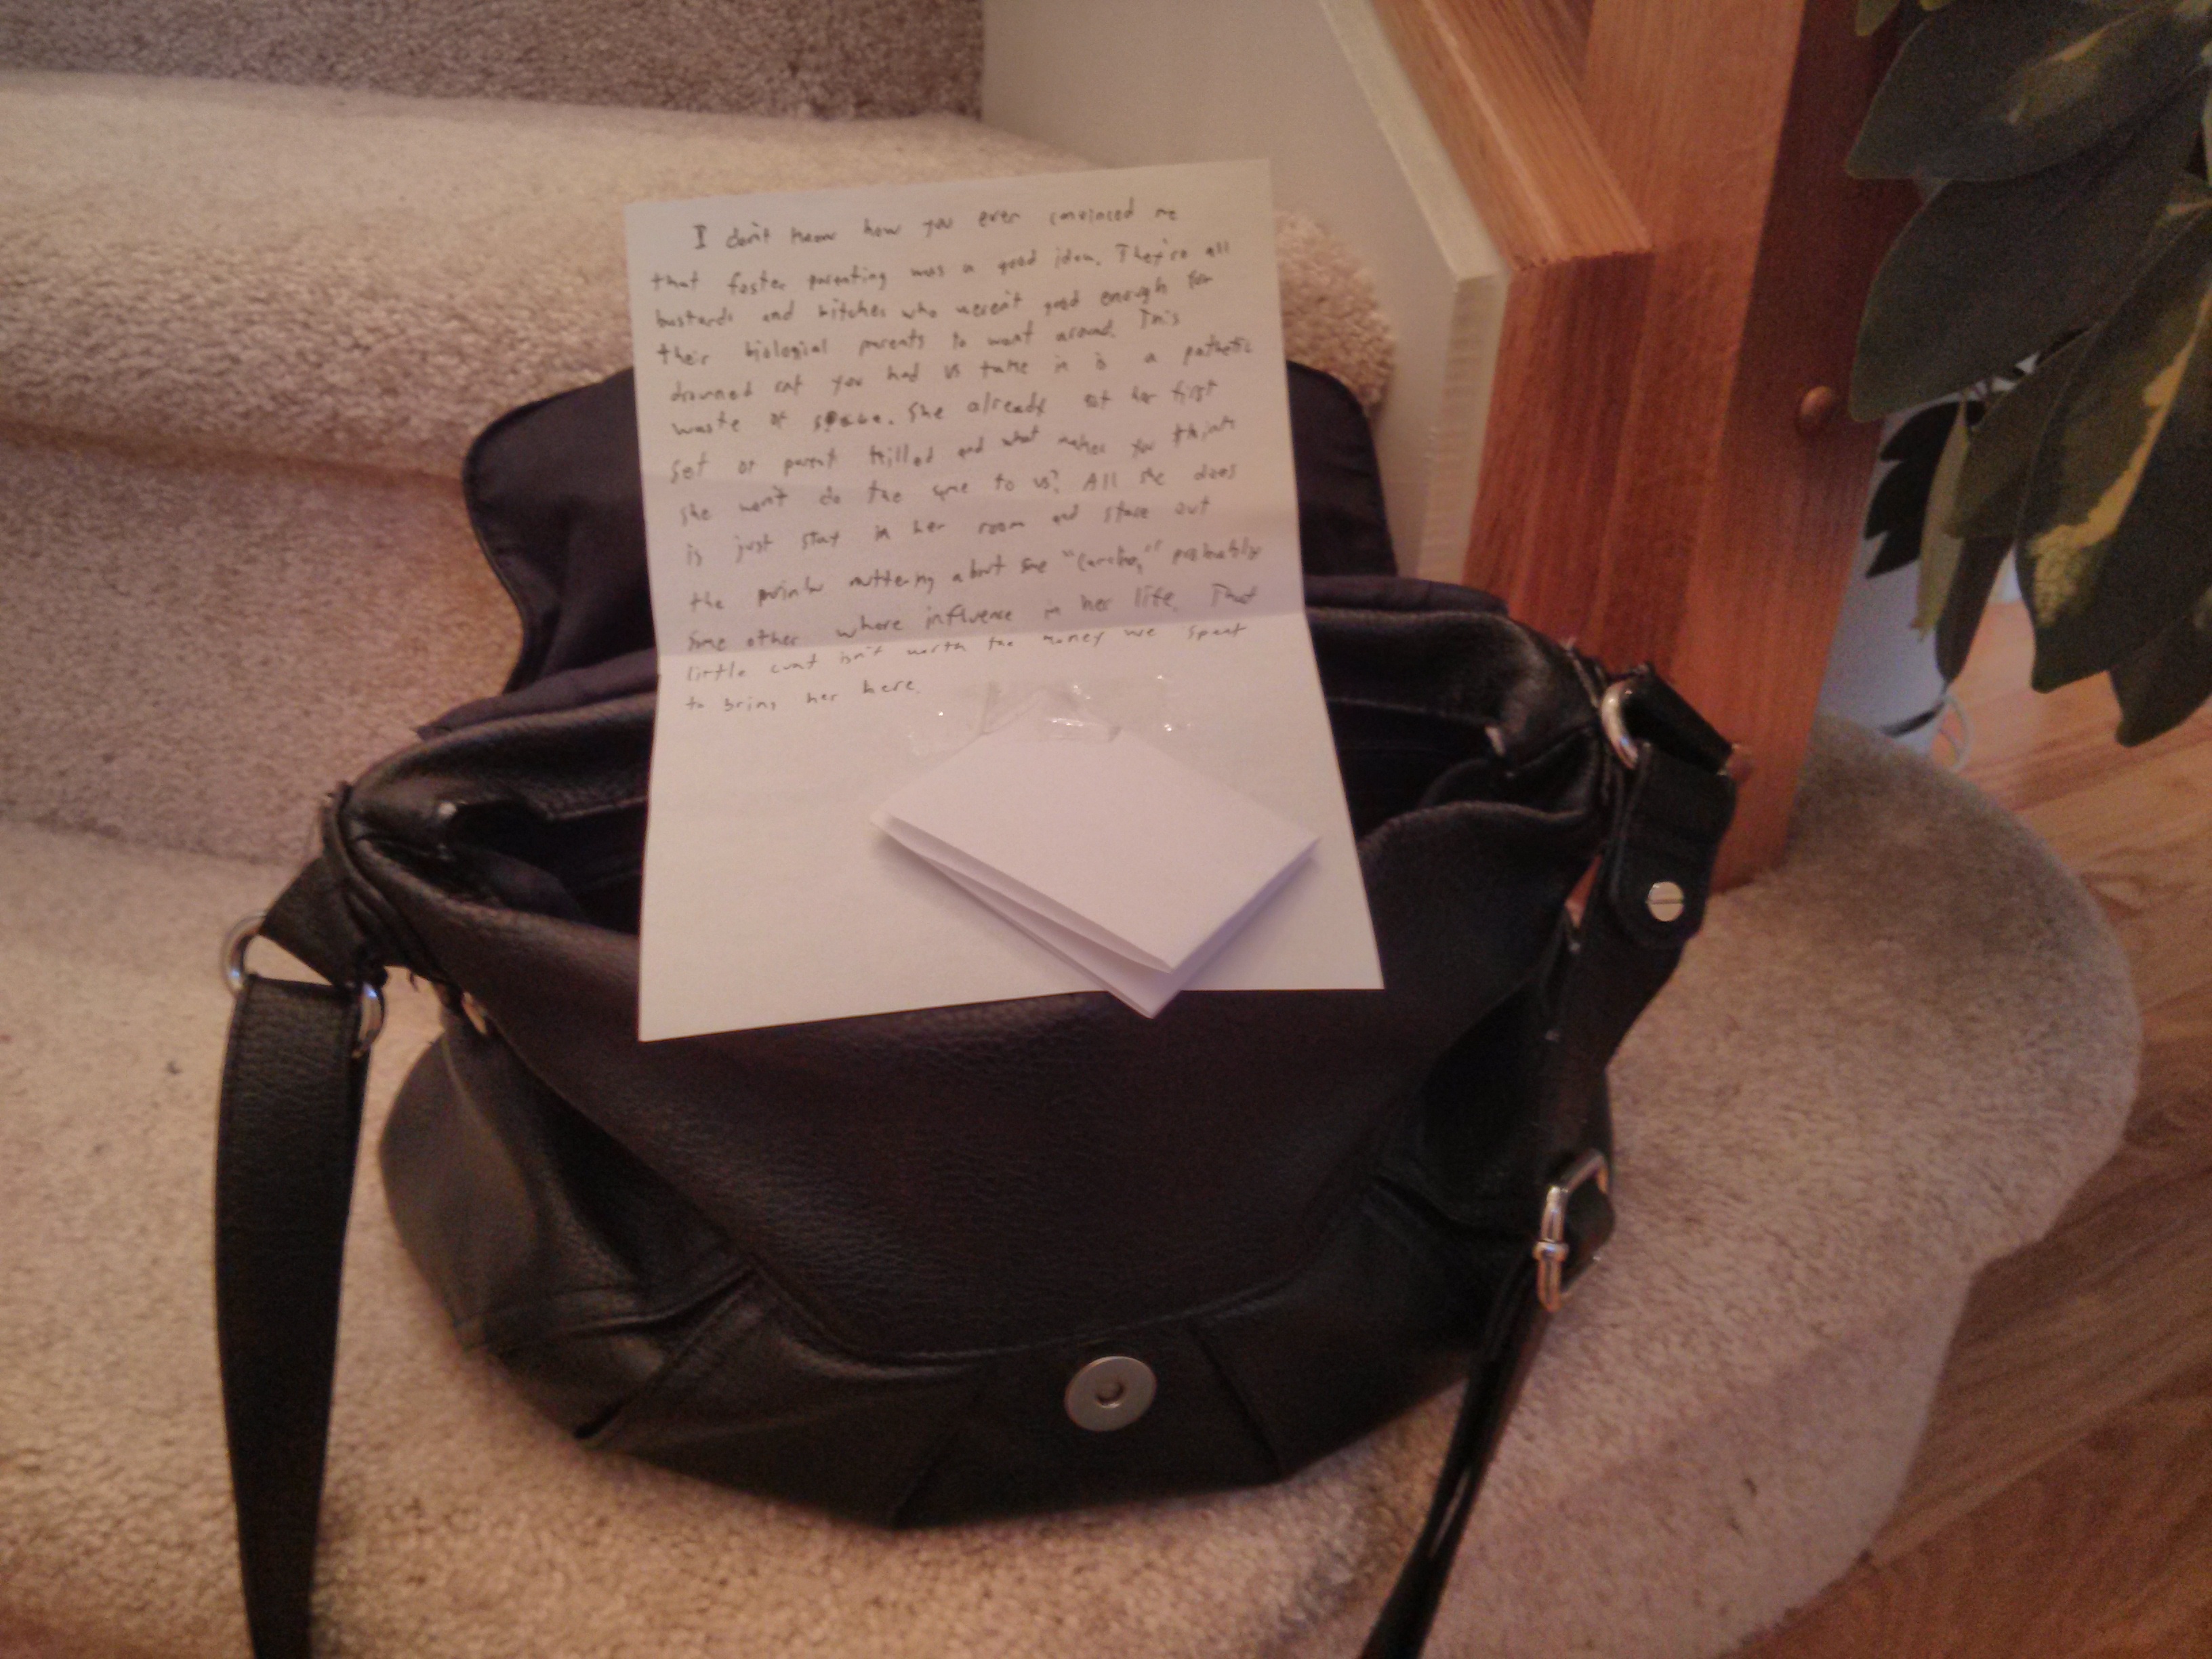 I don't know how you ever convinced me
that foster parenting was a good idea. They're all
bastards and bitches who weren't good enough for
their biological parents to want around. This
drowned rat you had us take in is a pathetic
waste of space. She already got her first
set of parent killed and what makes you think
she won't do the same to us? All she does
is just stay in her room and stare out
the muttering about some probably
some other whore influence in her life. That
little cunt isn't worth the money we spent
to bring her here.